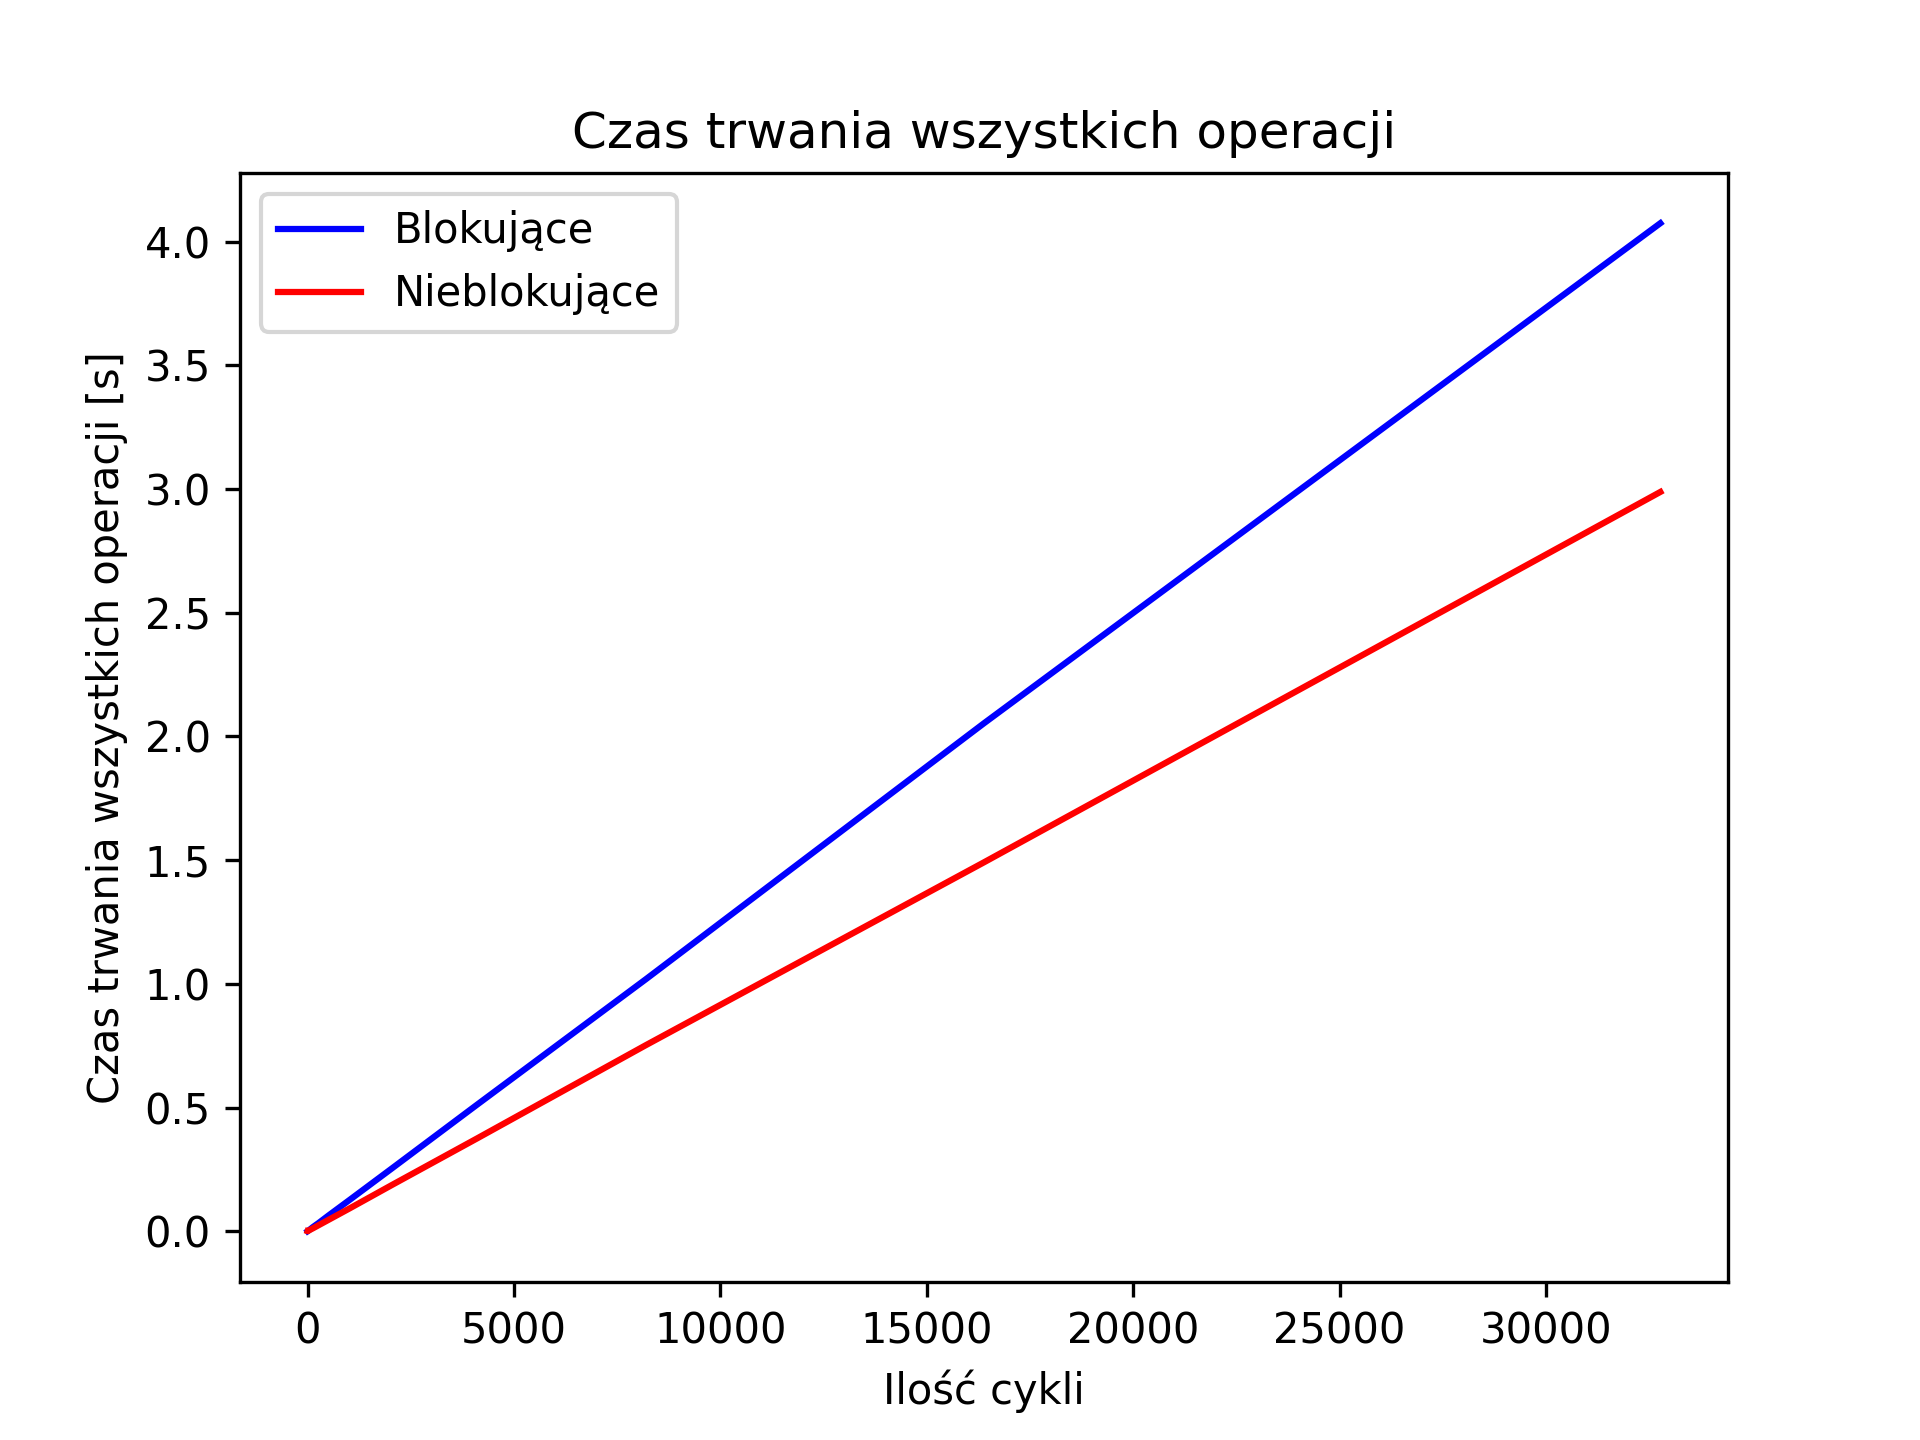 Czas trwania wszystkich operacji
Blokujące
Nieblokujące
Czas trwania wszystkich operacji [s]
4.0
3.5
3.0
2.5
2.0
1.5
1.0
0.5
0.0
0 5000 10000 15000 20000 25000 30000
Ilość cykli